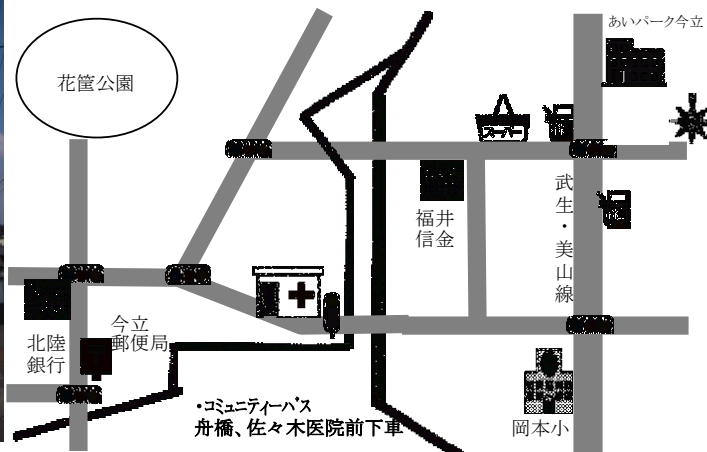 あいパーク今立
花筐公園
スーパー
武生・美山線
福井
信金
北陸
銀行
今立
郵便局
・コミュニティーバス
舟橋、佐々木医院前下車
岡本小